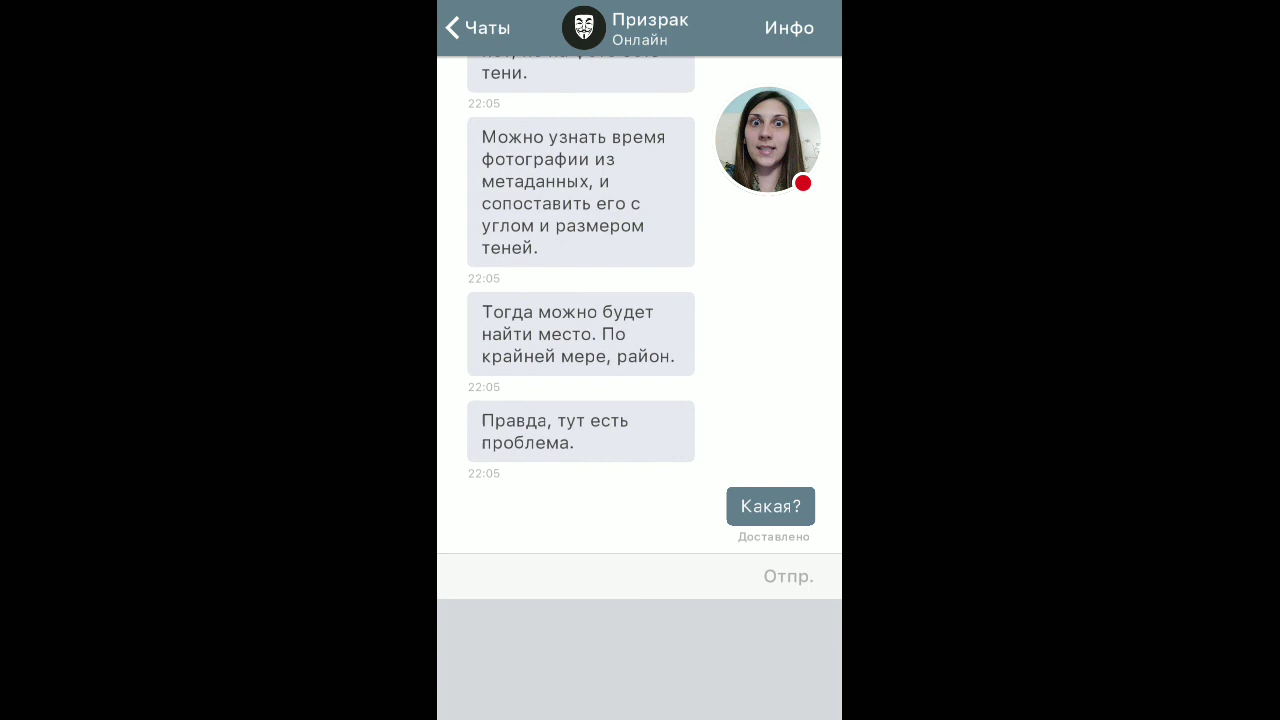 Чаты
Призрак
Онлайн
Инфо
тени.
22:05
Можно узнать время
фотографии из
метаданных, и
сопоставить его с
углом и размером
теней.
22:05
Тогда можно будет
найти место. По
крайней мере, район.
22:05
Правда, тут есть
проблема.
22:05
Какая?
Доставлено
Отпр.